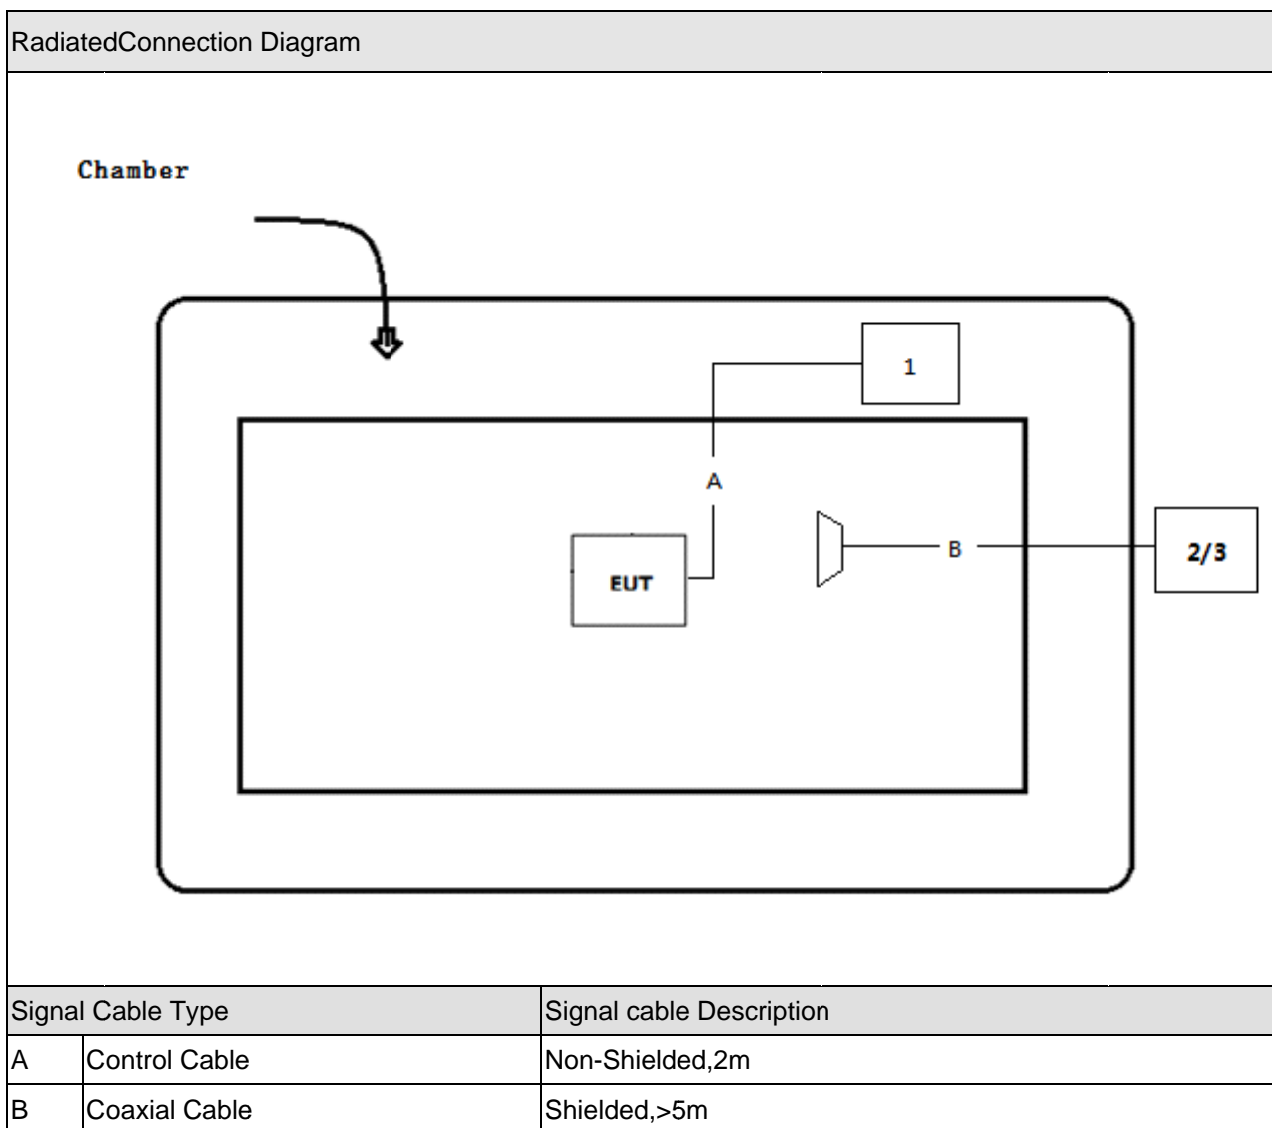 RadiatedConnection Diagram
Chamber
1
A
B
2/3
EUT
Signal Cable Type Signal cable Description
A Control Cable Non-Shielded,2m
B Coaxial Cable Shielded,>5m